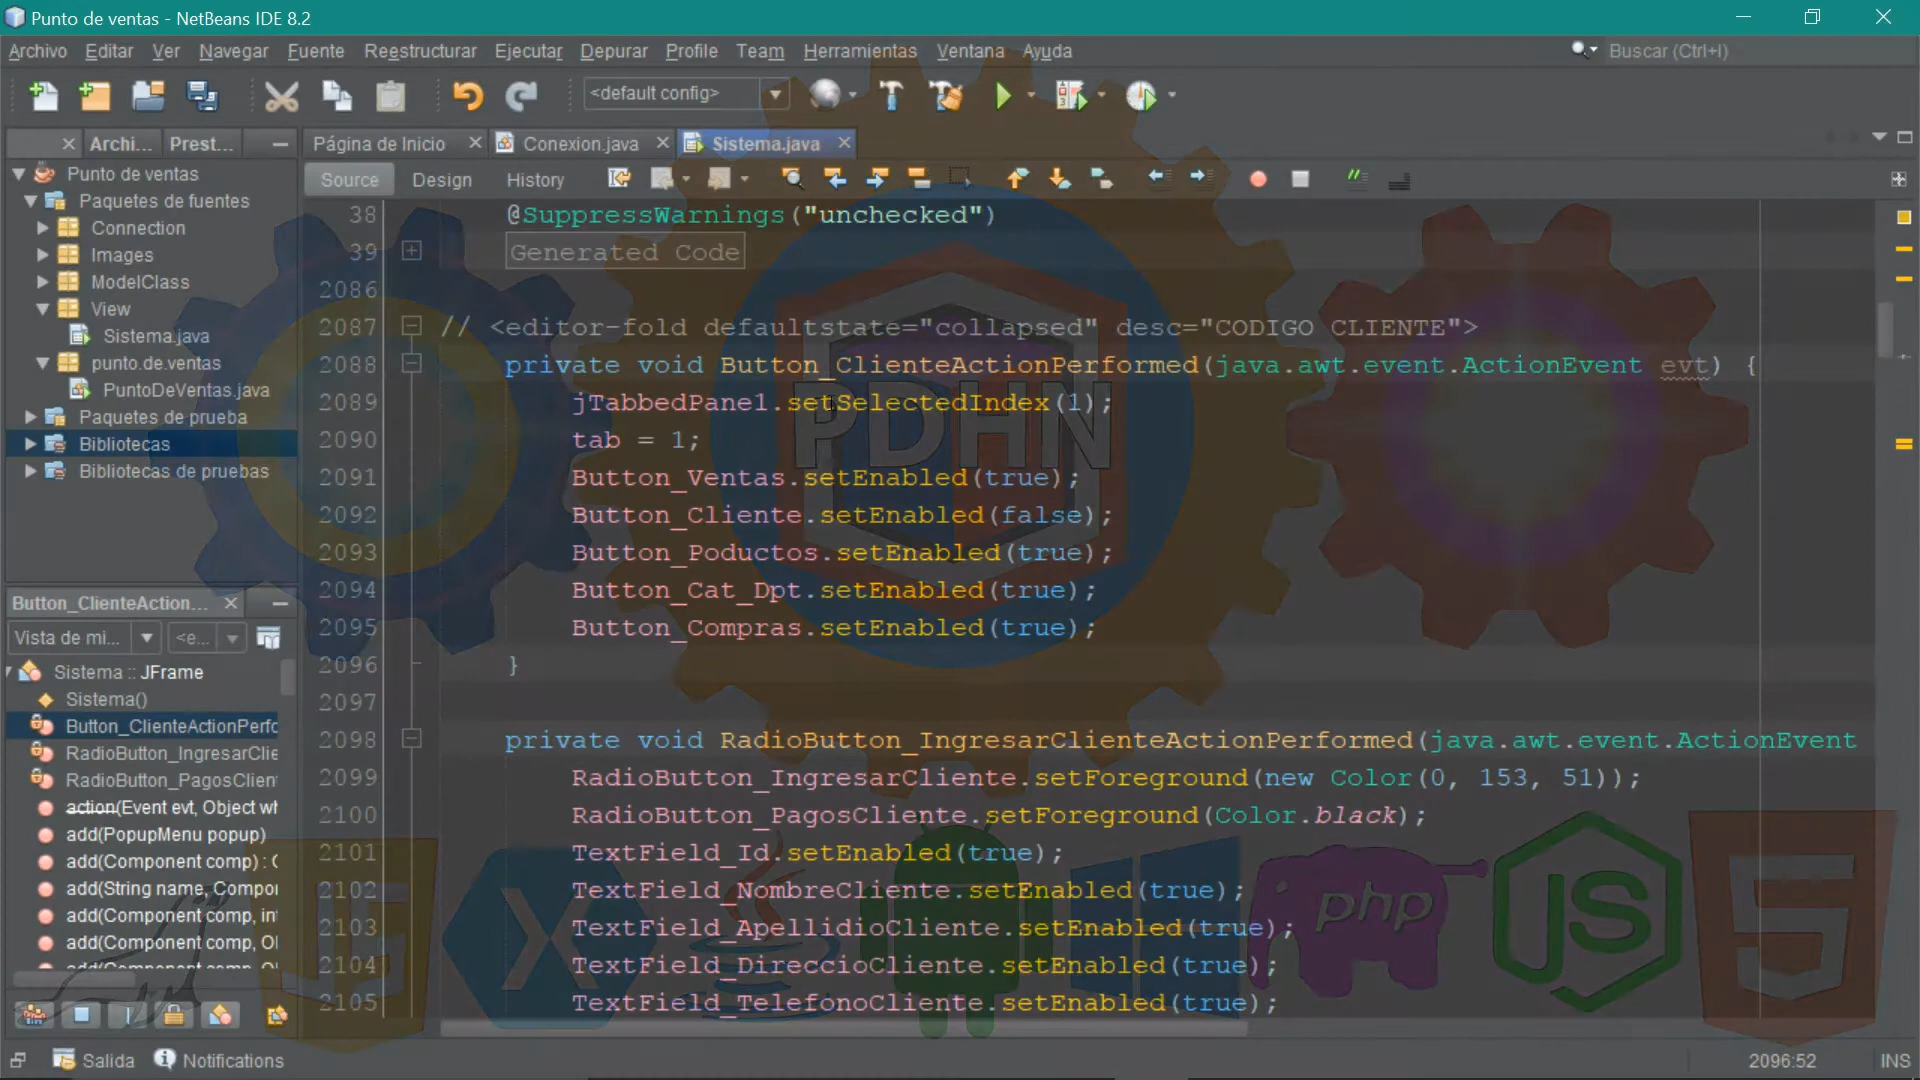 Punto de ventas - NetBeans IDE 8.2
Archivo Editar Ver Navegar Fuente Reestructurar Ejecutar Depurar Profile Team Herramientas Ventana Ayuda
Buscar (Ctrl+I)
<default config>
Archi... Prest...
Página de Inicio Conexion.java Sistema.java
Source Design History
Punto de ventas
Paquetes de fuentes
Connection
Images
ModelClass
View
Sistema.java
punto.de.ventas
PuntoDeVentas.java
Paquetes de prueba
Bibliotecas
Bibliotecas de pruebas
Button_ClienteAction...
Vista de mi... <e...
Sistema :: JFrame
Sistema()
Button_ClienteActionPerfo
RadioButton_IngresarClie
RadioButton_PagosClien
action(Event evt, Object wh
add(PopupMenu popup)
add(Component comp) : C
add(String name, Compo
add(Component comp, int
add(Component comp, O
38 @SuppressWarnings("unchecked")
39 Generated Code
2086
2087 // <editor-fold defaultstate="collapsed" desc="CODIGO CLIENTE">
2088 private void Button_ClienteActionPerformed(java.awt.event.ActionEvent evt) {
2089 jTabbedPane1.setSelectedIndex(1);
2090 tab = 1;
2091 Button_Ventas.setEnabled(true);
2092 Button_Cliente.setEnabled(false);
2093 Button_Poductos.setEnabled(true);
2094 Button_Cat_Dpt.setEnabled(true);
2095 Button_Compras.setEnabled(true);
2096 }
2097
2098 private void RadioButton_IngresarClienteActionPerformed(java.awt.event.ActionEvent
2099 RadioButton_IngresarCliente.setForeground(new Color(0, 153, 51));
2100 RadioButton_PagosCliente.setForeground(Color.black);
2101 TextField_Id.setEnabled(true);
2102 TextField_NombreCliente.setEnabled(true);
2103 TextField_ApellidioCliente.setEnabled(true);
2104 TextField_DireccioCliente.setEnabled(true);
2105 TextField_TelefonoCliente.setEnabled(true);
PDHN
php
JS
Salida Notifications
2096:52 INS